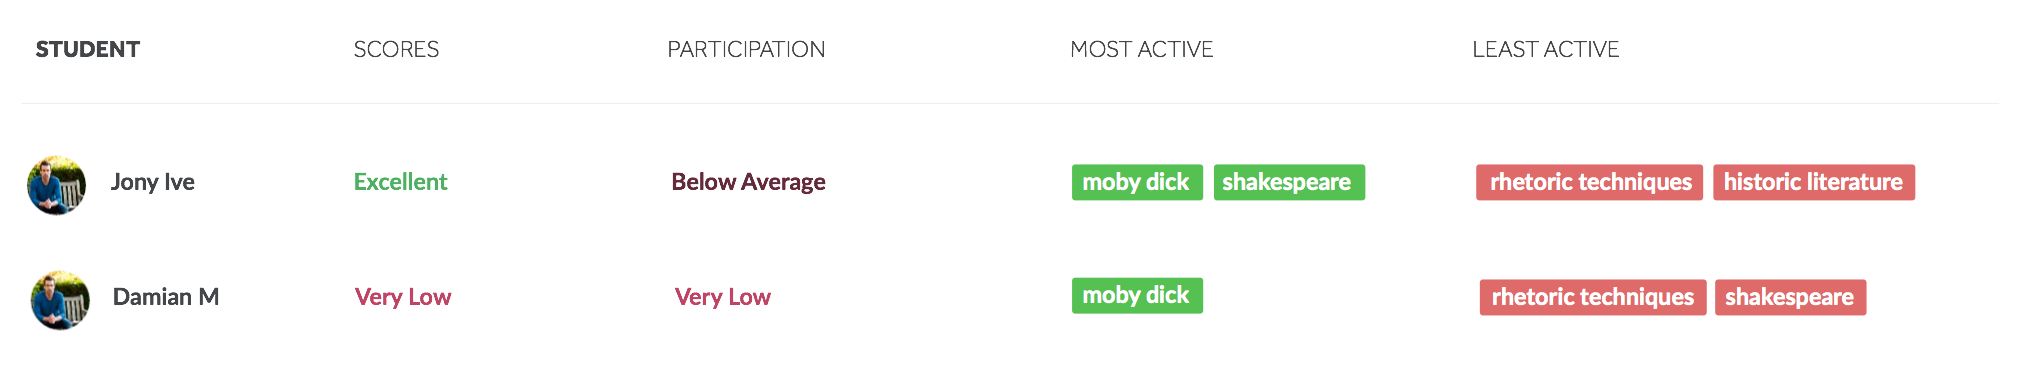 STUDENT SCORES PARTICIPATION MOST ACTIVE LEAST ACTIVE
Jony Ive Excellent Below Average moby dick shakespeare rhetoric techniques historic literature
Damian M Very Low Very Low moby dick rhetoric techniques shakespeare